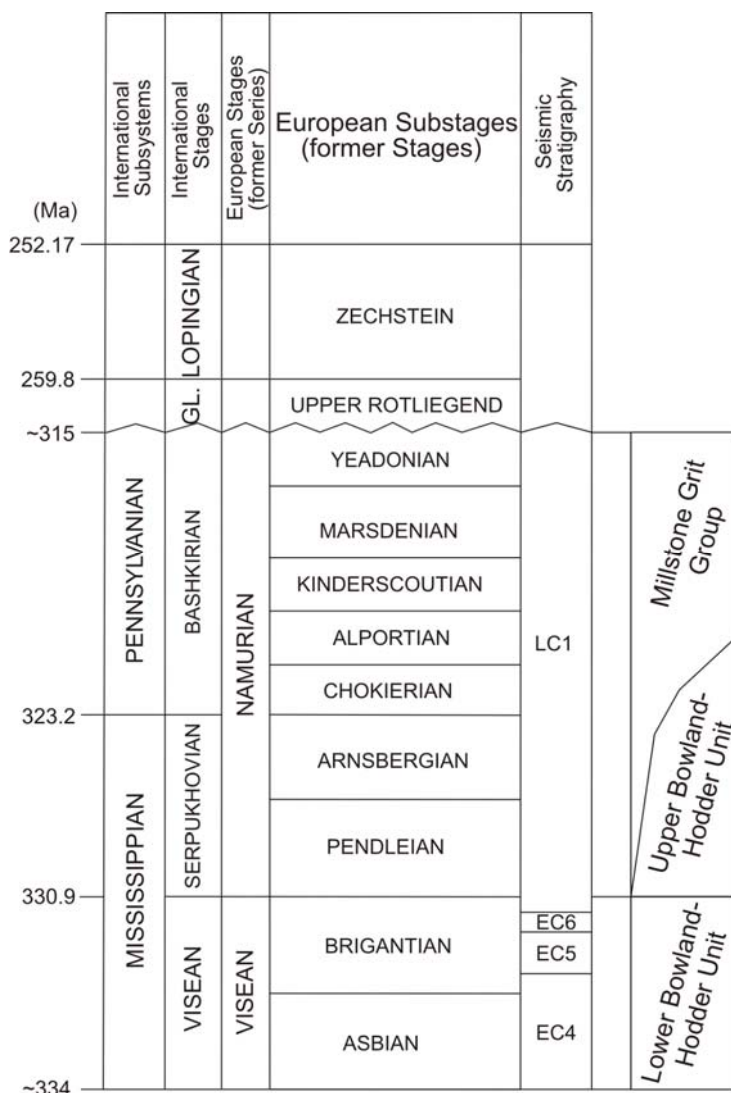 International
Subsystems
International
Stages
European Stages
(former Series)
European Substages
(former Stages)
Seismic
Stratigraphy
(Ma)
252.17
259.8
~315
323.2
330.9
~334
PENNSYLVANIAN
MISSISSIPPIAN
LOPINGIAN
GL.
BASHKIRIAN
SERPUKHOVIAN
VISEAN
NAMURIAN
VISEAN
ZECHSTEIN
UPPER ROTLIEGEND
YEADONIAN
MARSDENIAN
KINDERSCOUTIAN
ALPORTIAN
CHOKIERIAN
ARNSBERGIAN
PENDLEIAN
BRIGANTIAN
ASBIAN
LC1
EC6
EC5
EC4
Millstone Grit
Group
Upper Bowland-
Hodder Unit
Lower Bowland-
Hodder Unit